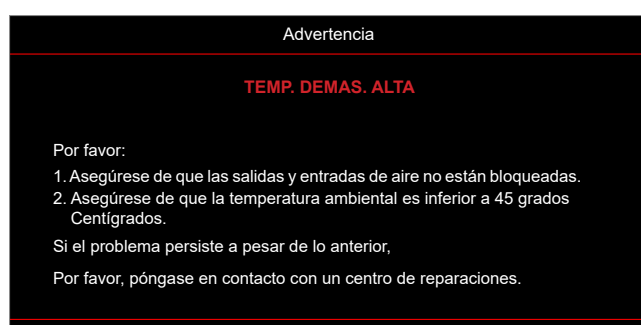 Advertencia
TEMP. DEMAS. ALTA
Por favor:
1. Asegúrese de que las salidas y entradas de aire no están bloqueadas.
2. Asegúrese de que la temperatura ambiental es inferior a 45 grados
Centígrados.
Si el problema persiste a pesar de lo anterior,
Por favor, póngase en contacto con un centro de reparaciones.